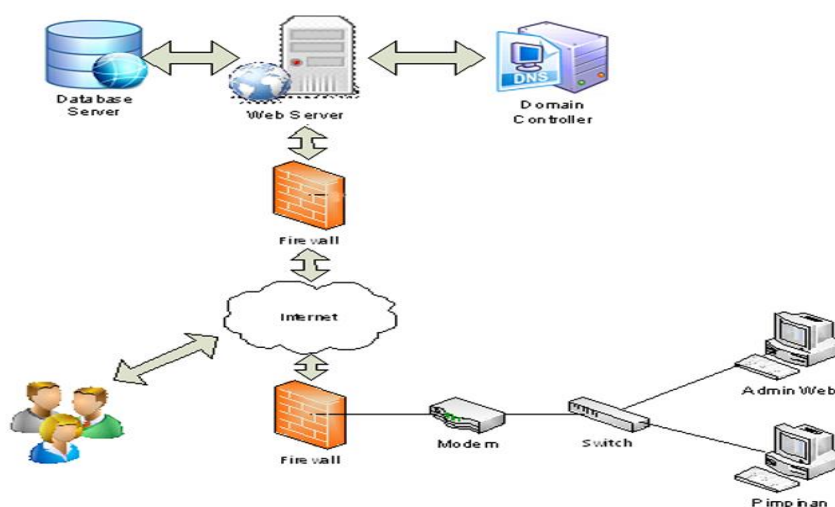 DNS
Database
Server
Web Server
Domain
Controller
Firewall
Internet
Admin Web
Firewall
Modem
Switch
Pimpinan